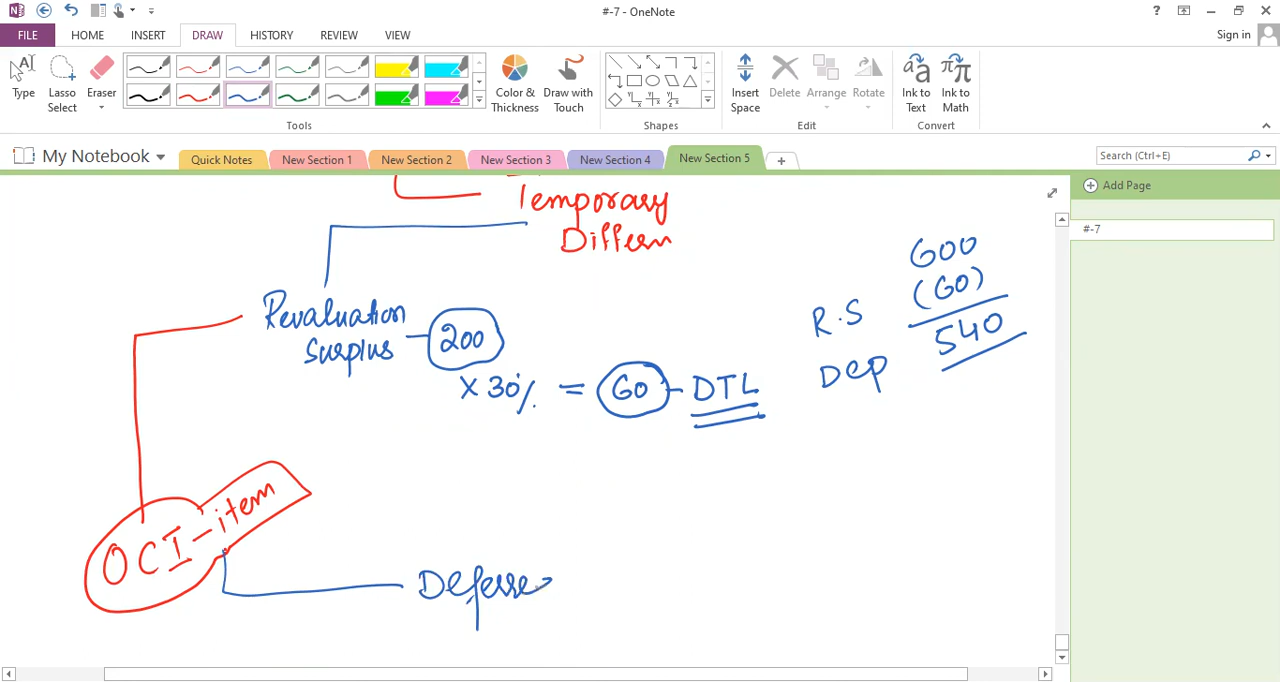 #-7 - OneNote
?
FILE HOME INSERT DRAW HISTORY REVIEW VIEW
Sign in
Type
Lasso Select
Eraser
Color & Thickness
Draw with Touch
Insert Space
Delete
Arrange
Rotate
Ink to Text
Ink to Math
Tools
Shapes
Edit
Convert
My Notebook
Quick Notes
New Section 1
New Section 2
New Section 3
New Section 4
New Section 5
Search (Ctrl+E)
Add Page
#-7
Temporary
Differn
600
(60)
540
R.S
Dep
Revaluation
Surplus - 200
X 30% = 60 - DTL
OCI - item
Deferre